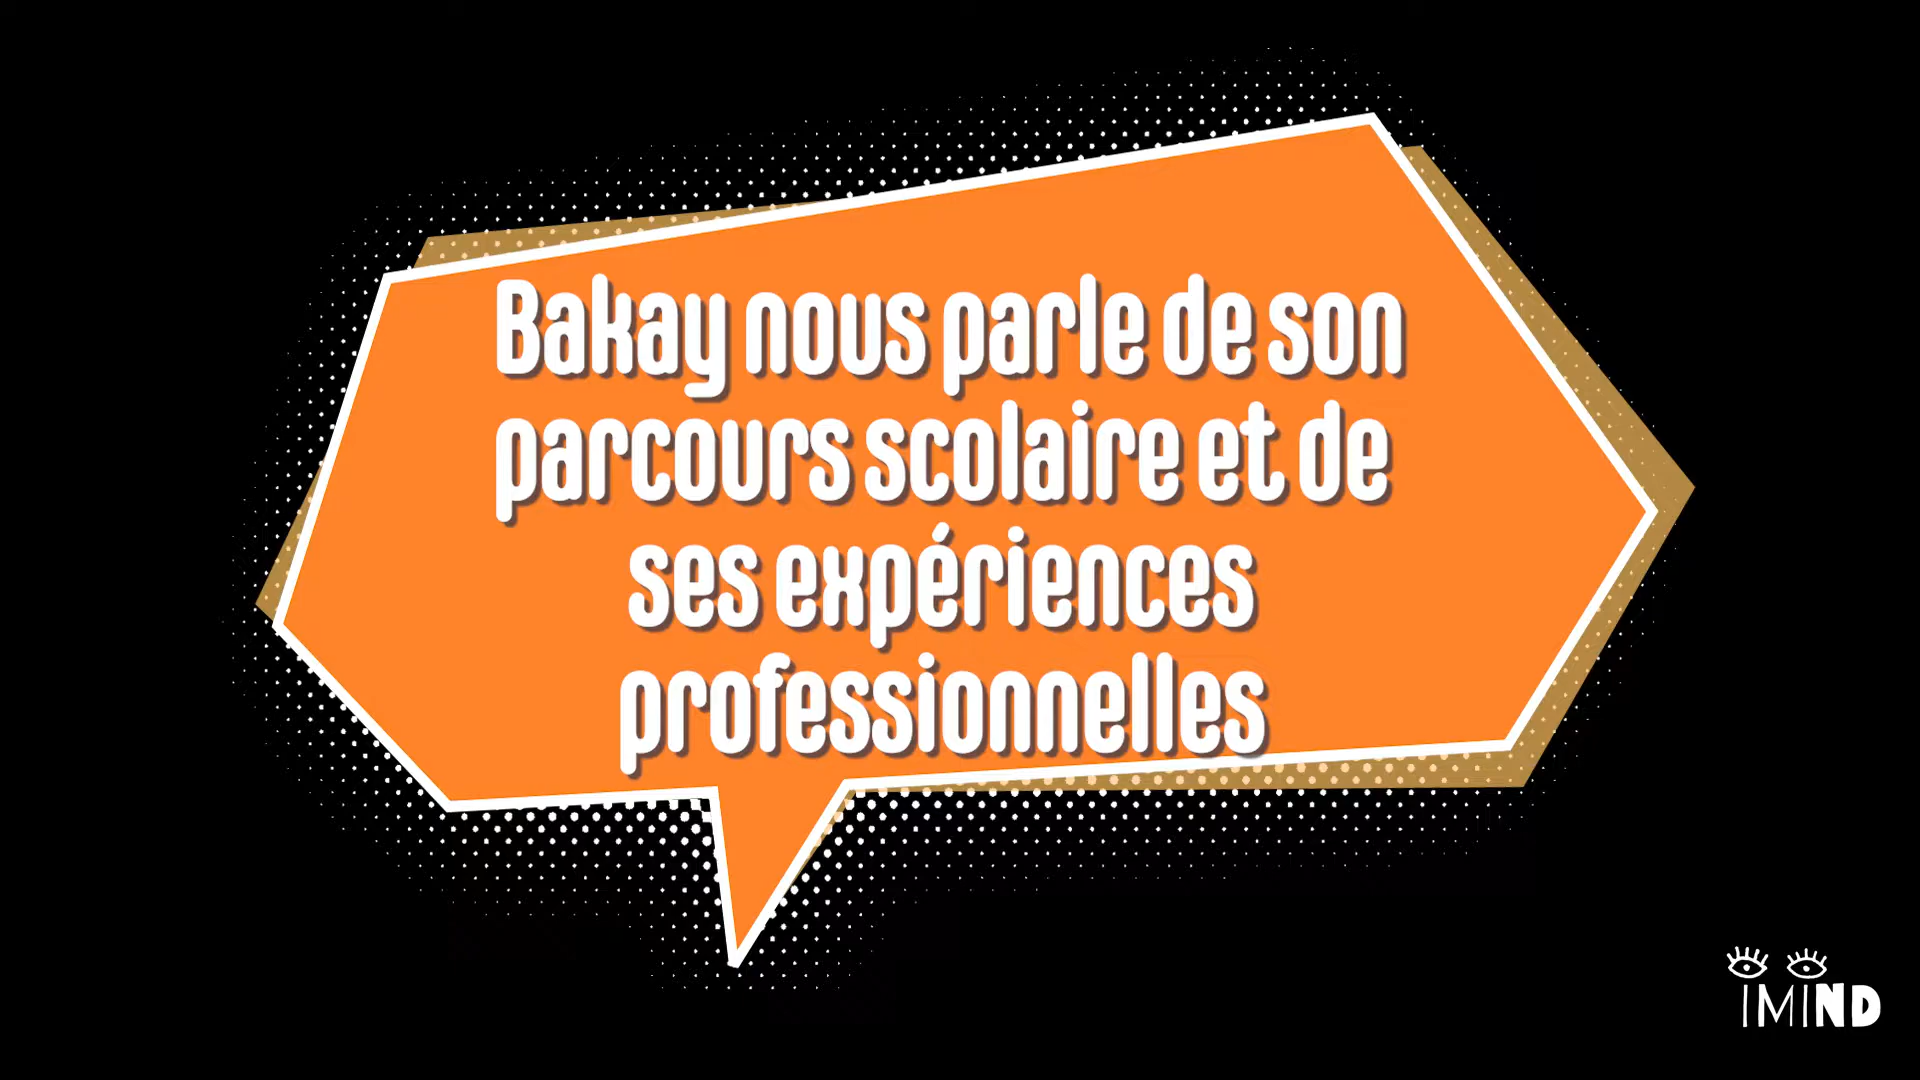 Bakay nous parle de son
parcours scolaire et de
ses expériences
professionnelles
IMIND